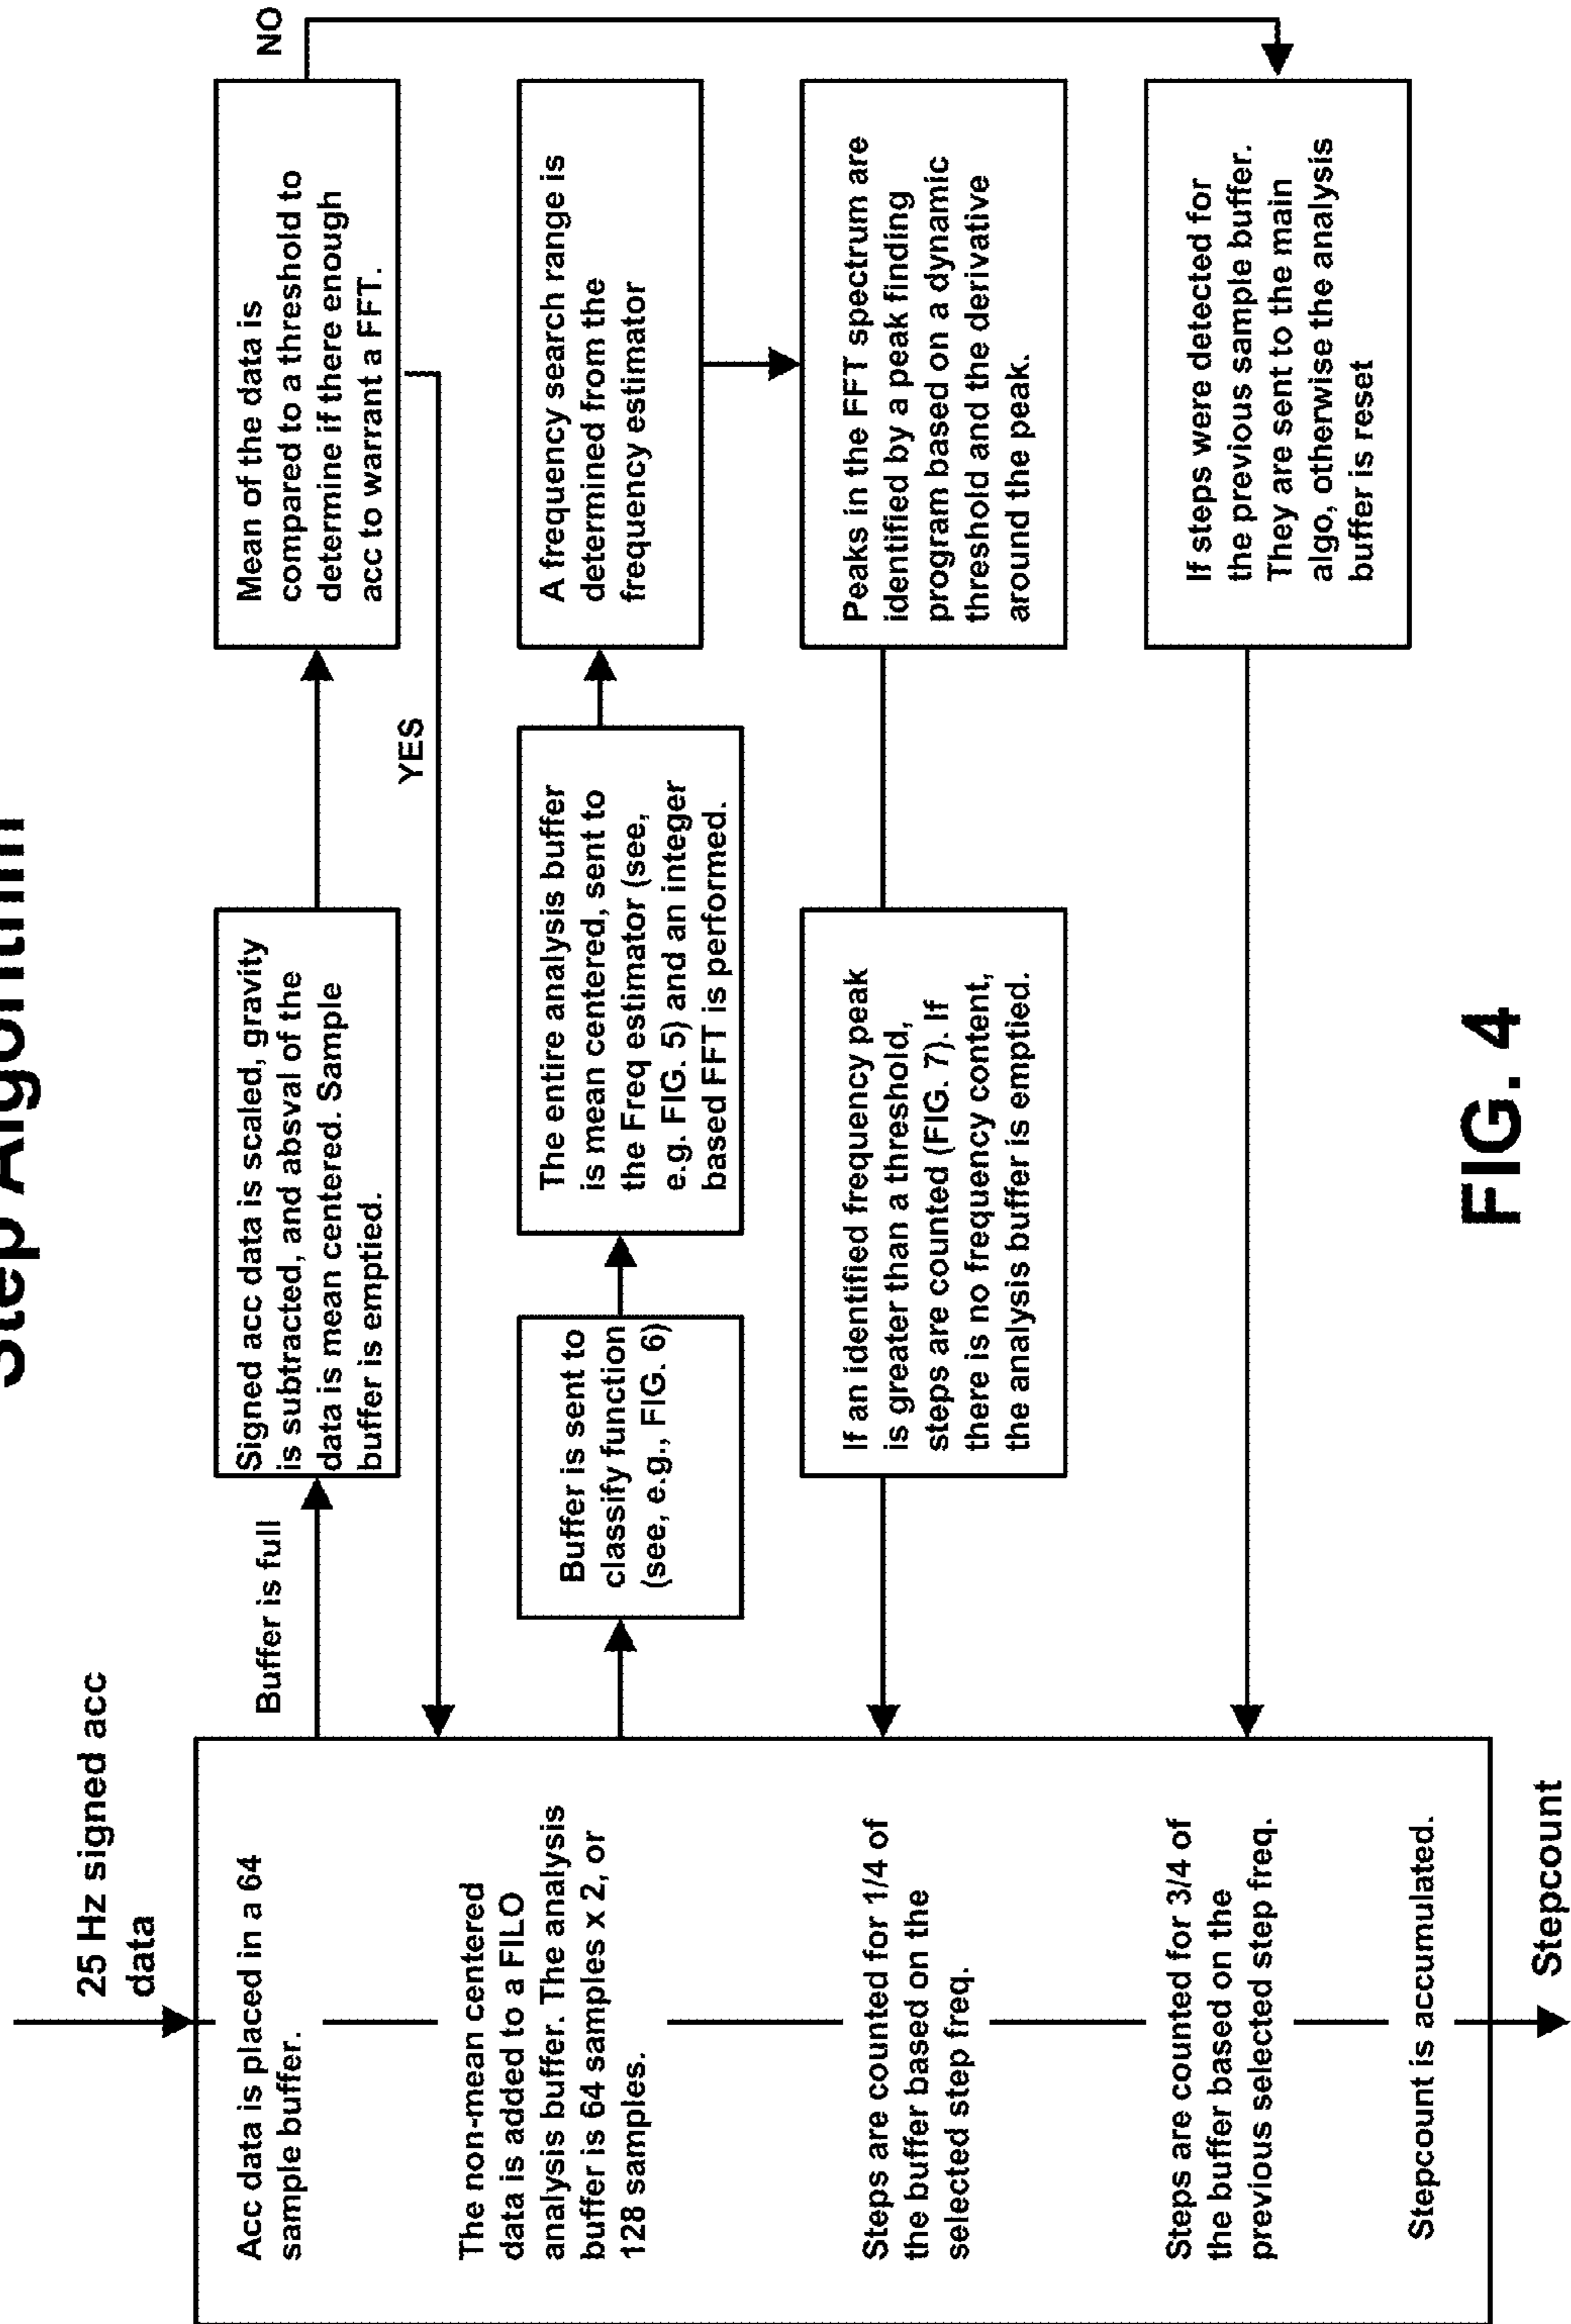 Step Algorithm
25 Hz signed acc
data
Acc data is placed in a 64
sample buffer.
The non-mean centered
data is added to a FILO
analysis buffer. The analysis
buffer is 64 samples x 2, or
128 samples.
Steps are counted for 1/4 of
the buffer based on the
selected step freq.
Steps are counted for 3/4 of
the buffer based on the
previous selected step freq.
Stepcount is accumulated.
Stepcount
Buffer is full
Signed acc data is scaled, gravity
is subtracted, and absval of the
data is mean centered. Sample
buffer is emptied.
Mean of the data is
compared to a threshold to
determine if there enough
acc to warrant a FFT.
NO
YES
Buffer is sent to
classify function
(see, e.g., FIG. 6)
The entire analysis buffer
is mean centered, sent to
the Freq estimator (see,
e.g. FIG. 5) and an integer
based FFT is performed.
A frequency search range is
determined from the
frequency estimator
Peaks in the FFT spectrum are
identified by a peak finding
program based on a dynamic
threshold and the derivative
around the peak.
If an identified frequency peak
is greater than a threshold,
steps are counted (FIG. 7). If
there is no frequency content,
the analysis buffer is emptied.
If steps were detected for
the previous sample buffer.
They are sent to the main
algo, otherwise the analysis
buffer is reset
FIG. 4